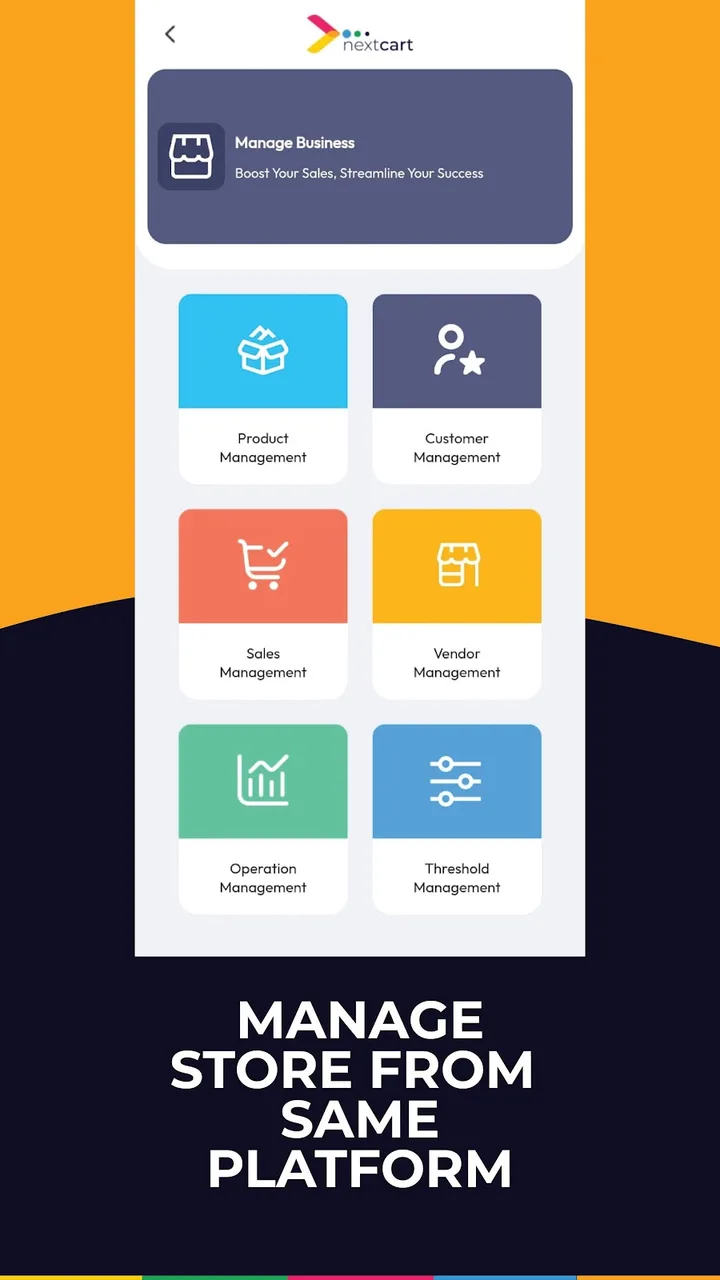 nextcart
Manage Business
Boost Your Sales, Streamline Your Success
Product
Management
Customer
Management
Sales
Management
Vendor
Management
Operation
Management
Threshold
Management
MANAGE
STORE FROM
SAME
PLATFORM